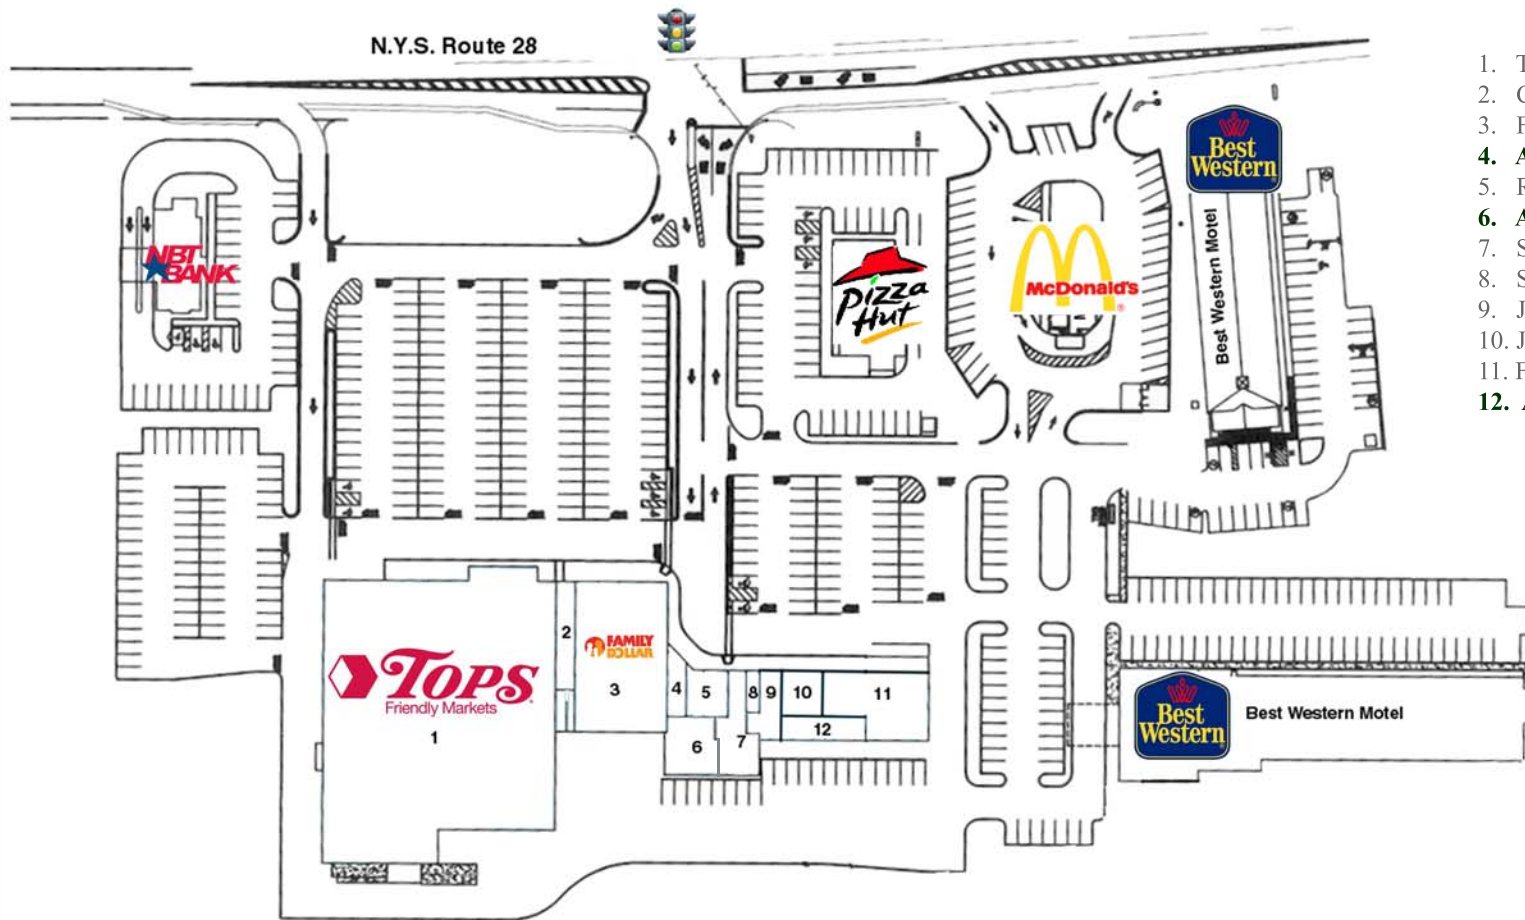 N.Y.S. Route 28
1. T
2. C
3. F
4. A
5. R
6. A
7. S
8. S
9. J
10. J
11. F
12. A
Best
Western
NBT
BANK
Pizza
Hut
McDonald's
Best Western Motel
2
FAMILY
DOLLAR
TOPS
Friendly Markets
1
3
4
5
8
9
10
11
12
6
7
Best
Western
Best Western Motel